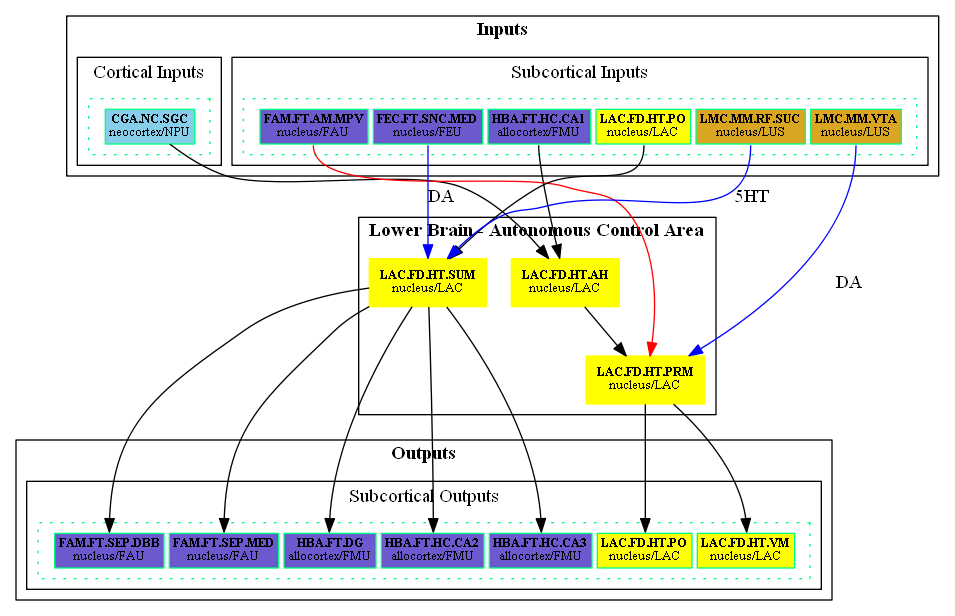 Inputs
Cortical Inputs
Subcortical Inputs
CGA.NC.SGC
neocortex/NPU
FAM.FT.AM.MPV
nucleus/FAU
FEC.FT.SNC.MED
nucleus/FEU
HBA.FT.HC.CA1
allocortex/FMU
LAC.FD.HT.PO
nucleus/LAC
LMC.MM.RF.SUC
nucleus/LUS
LMC.MM.VTA
nucleus/LUS
DA
5HT
Lower Brain - Autonomous Control Area
LAC.FD.HT.SUM
nucleus/LAC
LAC.FD.HT.AH
nucleus/LAC
DA
LAC.FD.HT.PRM
nucleus/LAC
Outputs
Subcortical Outputs
FAM.FT.SEP.DBB
nucleus/FAU
FAM.FT.SEP.MED
nucleus/FAU
HBA.FT.DG
allocortex/FMU
HBA.FT.HC.CA2
allocortex/FMU
HBA.FT.HC.CA3
allocortex/FMU
LAC.FD.HT.PO
nucleus/LAC
LAC.FD.HT.VM
nucleus/LAC